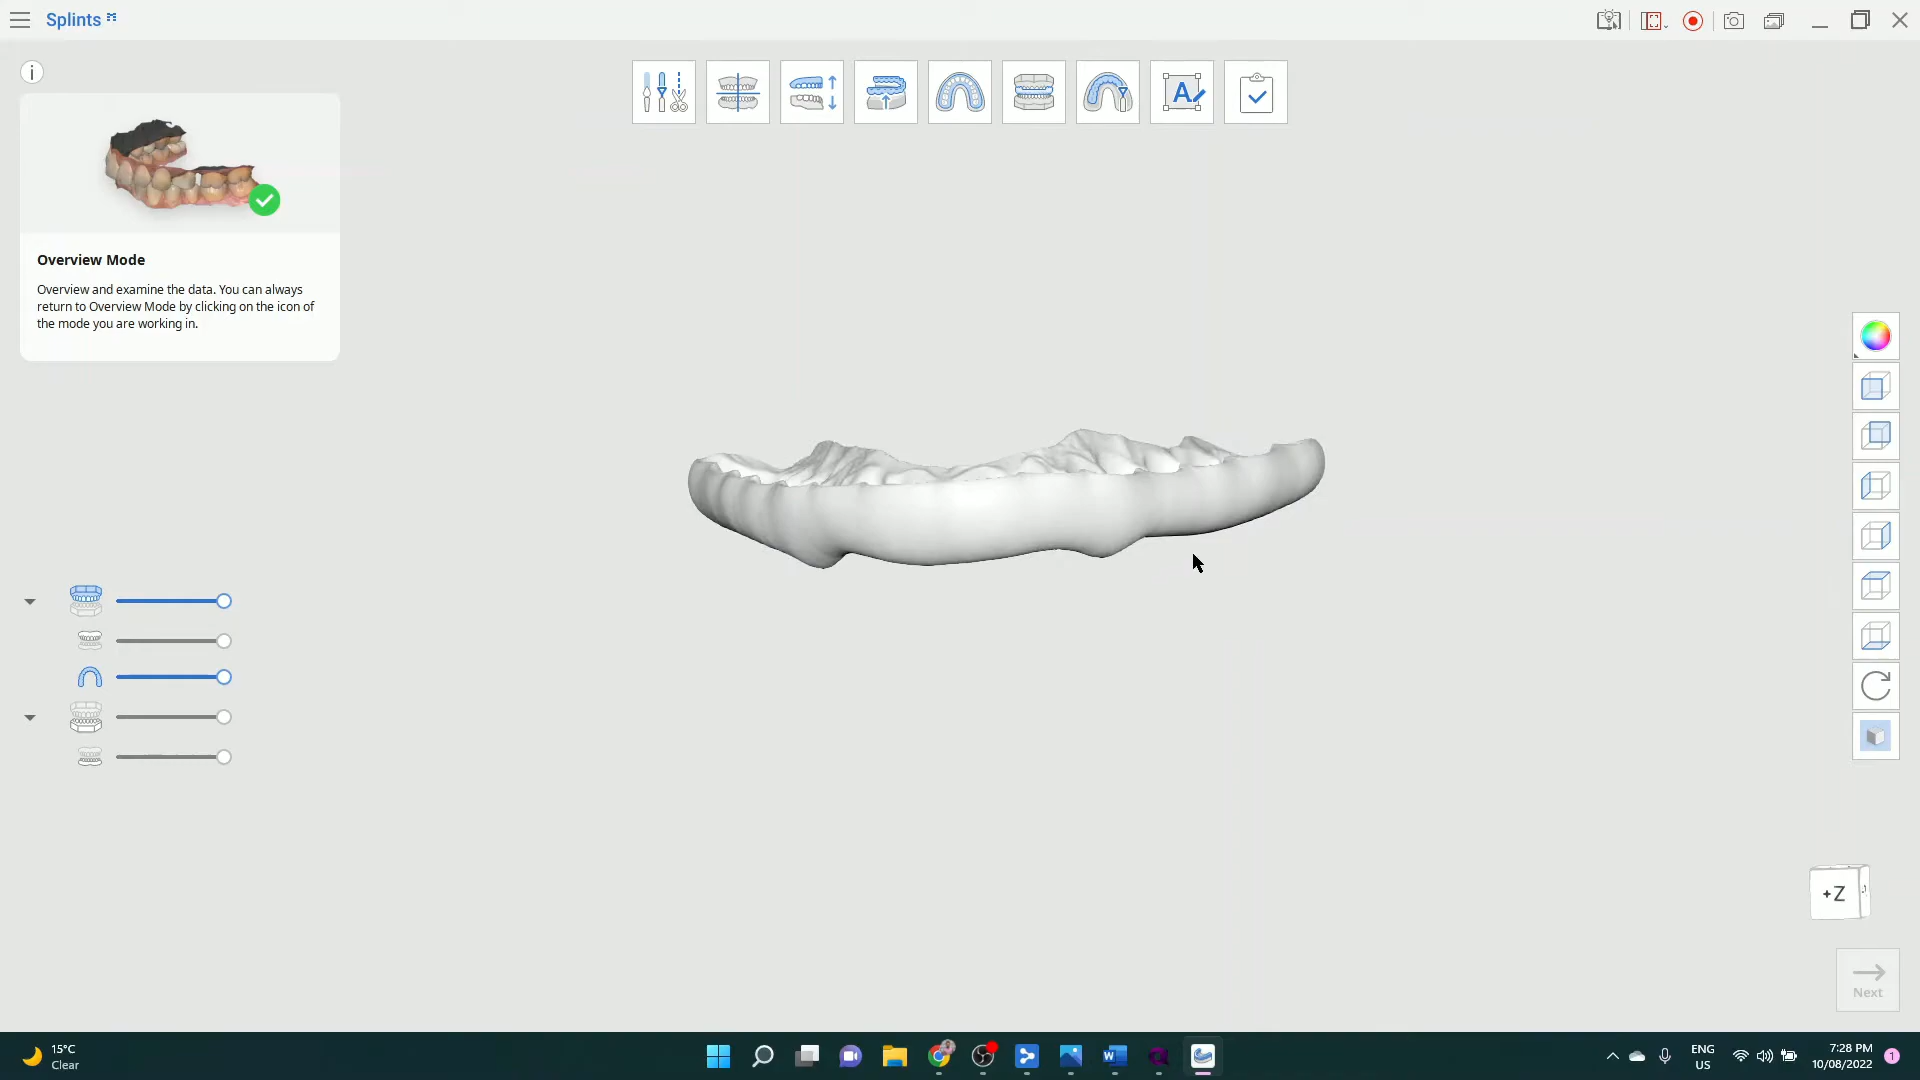 Splints
Overview Mode
Overview and examine the data. You can always
return to Overview Mode by clicking on the icon of
the mode you are working in.
A
+Z
Next
15°C
Clear
ENG
US
7:28 PM
10/08/2022
1